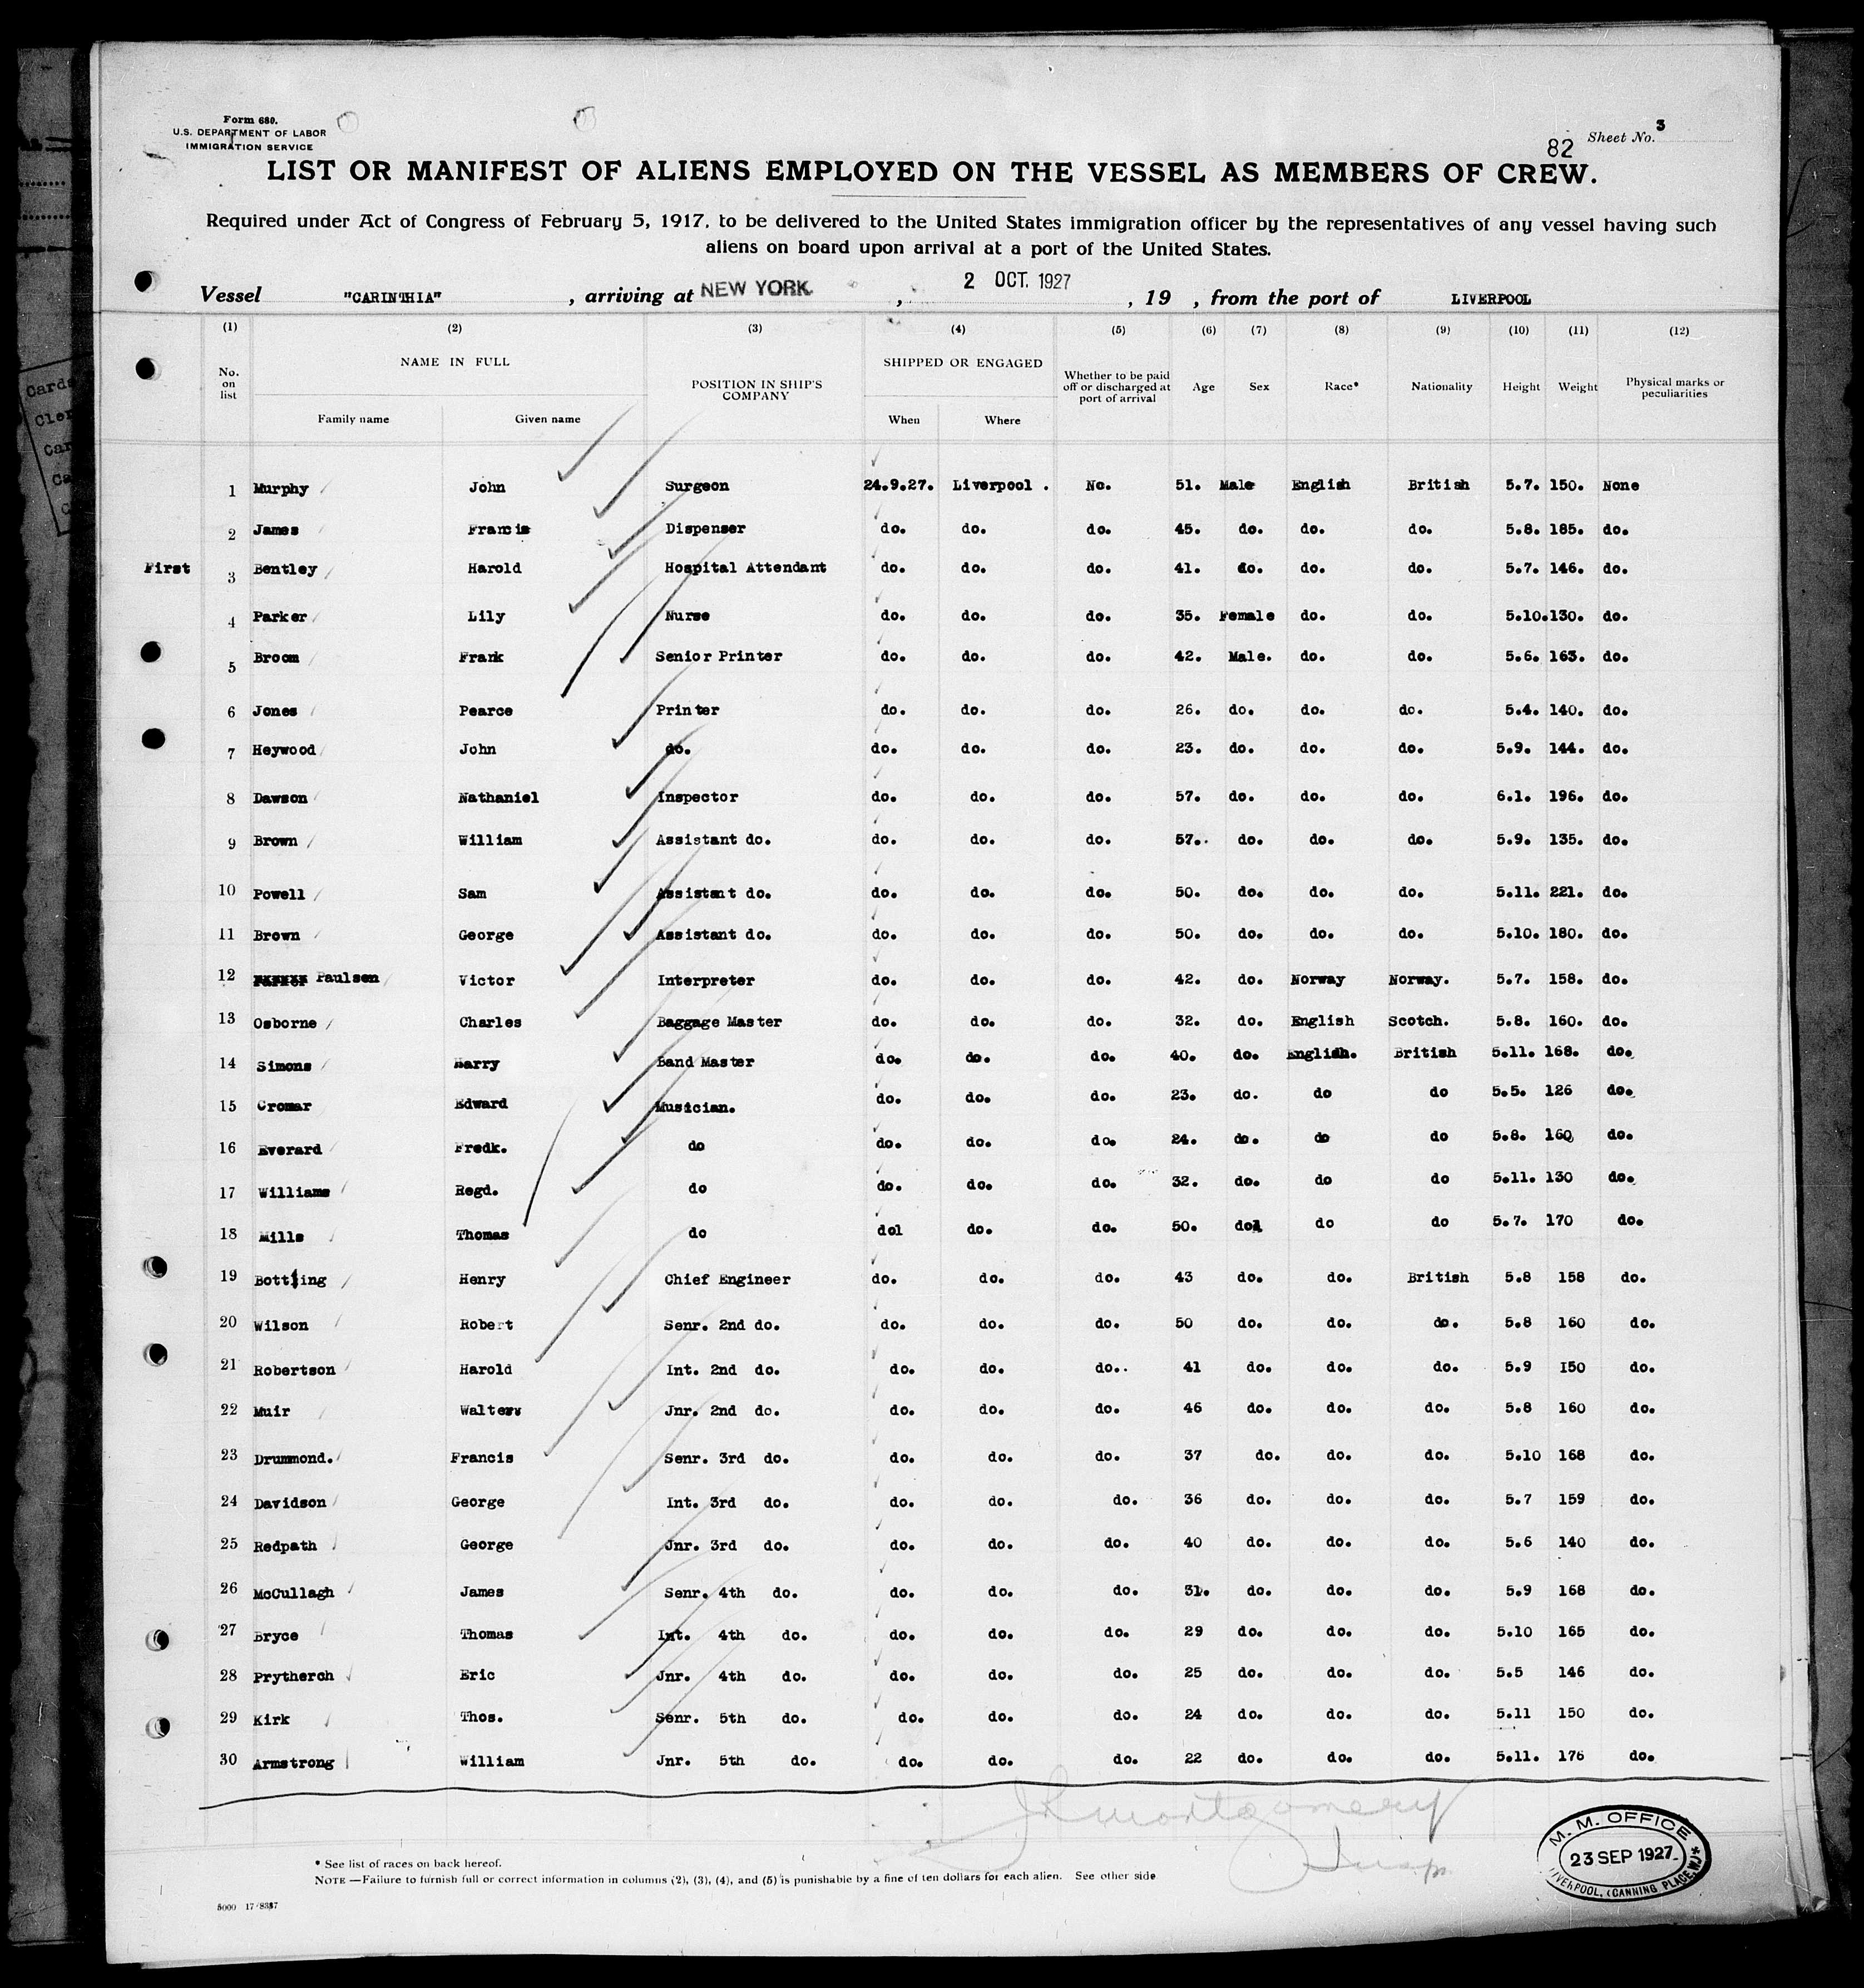 Form 680.
U.S. DEPARTMENT OF LABOR
IMMIGRATION SERVICE
Sheet No. 3
82
LIST OR MANIFEST OF ALIENS EMPLOYED ON THE VESSEL AS MEMBERS OF CREW.
Required under Act of Congress of February 5, 1917, to be delivered to the United States immigration officer by the representatives of any vessel having such
aliens on board upon arrival at a port of the United States.
Vessel "CARINTHIA", arriving at NEW YORK, 2 OCT. 1927, 19 , from the port of LIVERPOOL
(1) (2) (3) (4) (5) (6) (7) (8) (9) (10) (11) (12)
No. on list NAME IN FULL Family name Given name POSITION IN SHIP'S COMPANY SHIPPED OR ENGAGED When Where Whether to be paid off or discharged at port of arrival Age Sex Race* Nationality Height Weight Physical marks or peculiarities
1 Murphy John Surgeon 24.9.27. Liverpool . No. 51. Male English British 5.7. 150. None
2 James Francis Dispenser do. do. do. 45. do. do. do. 5.8. 185. do.
First 3 Bentley Harold Hospital Attendant do. do. do. 41. do. do. do. 5.7. 146. do.
4 Parker Lily Nurse do. do. do. 35. Female do. do. 5.10. 130. do.
5 Broom Frank Senior Printer do. do. do. 42. Male. do. do. 5.6. 163. do.
6 Jones Pearce Printer do. do. do. 26. do. do. do. 5.4. 140. do.
7 Heywood John do. do. do. do. 23. do. do. do. 5.9. 144. do.
8 Dawson Nathaniel Inspector do. do. do. 57. do. do. do. 6.1. 196. do.
9 Brown William Assistant do. do. do. do. 57. do. do. do. 5.9. 135. do.
10 Powell Sam Assistant do. do. do. do. 50. do. do. do. 5.11. 221. do.
11 Brown George Assistant do. do. do. do. 50. do. do. do. 5.10. 180. do.
12 Paulsen Victor Interpreter do. do. do. 42. do. Norway Norway. 5.7. 158. do.
13 Osborne Charles Baggage Master do. do. do. 32. do. English Scotch. 5.8. 160. do.
14 Simons Harry Band Master do. do. do. 40. do. English. British 5.11. 168. do.
15 Cromar Edward Musician. do. do. do. 23. do. do do 5.5. 126 do.
16 Everard Fredk. do do. do. do. 24. do. do do 5.8. 160 do.
17 Williams Regd. do do. do. do. 32. do. do do 5.11. 130 do.
18 Mills Thomas do dol do. do. 50. dol do do 5.7. 170 do.
19 Bottling Henry Chief Engineer do. do. do. 43 do. do. British 5.8 158 do.
20 Wilson Robert Senr. 2nd do. do. do. do. 50 do. do. do. 5.8 160 do.
21 Robertson Harold Int. 2nd do. do. do. do. 41 do. do. do. 5.9 150 do.
22 Muir Walter Jnr. 2nd do. do. do. do. 46 do. do. do. 5.8 160 do.
23 Drummond. Francis Senr. 3rd do. do. do. do. 37 do. do. do. 5.10 168 do.
24 Davidson George Int. 3rd do. do. do. do. 36 do. do. do. 5.7 159 do.
25 Redpath George Jnr. 3rd do. do. do. do. 40 do. do. do. 5.6 140 do.
26 McCullagh James Senr. 4th do. do. do. do. 31. do. do. do. 5.9 168 do.
27 Bryce Thomas Int. 4th do. do. do. do. 29 do. do. do. 5.10 165 do.
28 Prytherch Eric Jnr. 4th do. do. do. do. 25 do. do. do. 5.5 146 do.
29 Kirk Thos. Senr. 5th do. do. do. do. 24 do. do. do. 5.11 150 do.
30 Armstrong William Jnr. 5th do. do. do. do. 22 do. do. do. 5.11. 176 do.
JR Montgomery
Insp.
* See list of races on back hereof.
NOTE.—Failure to furnish full or correct information in columns (2), (3), (4), and (5) is punishable by a fine of ten dollars for each alien. See other side
M. M. OFFICE
23 SEP 1927
LIVERPOOL, (CANNING PLACE, W.)